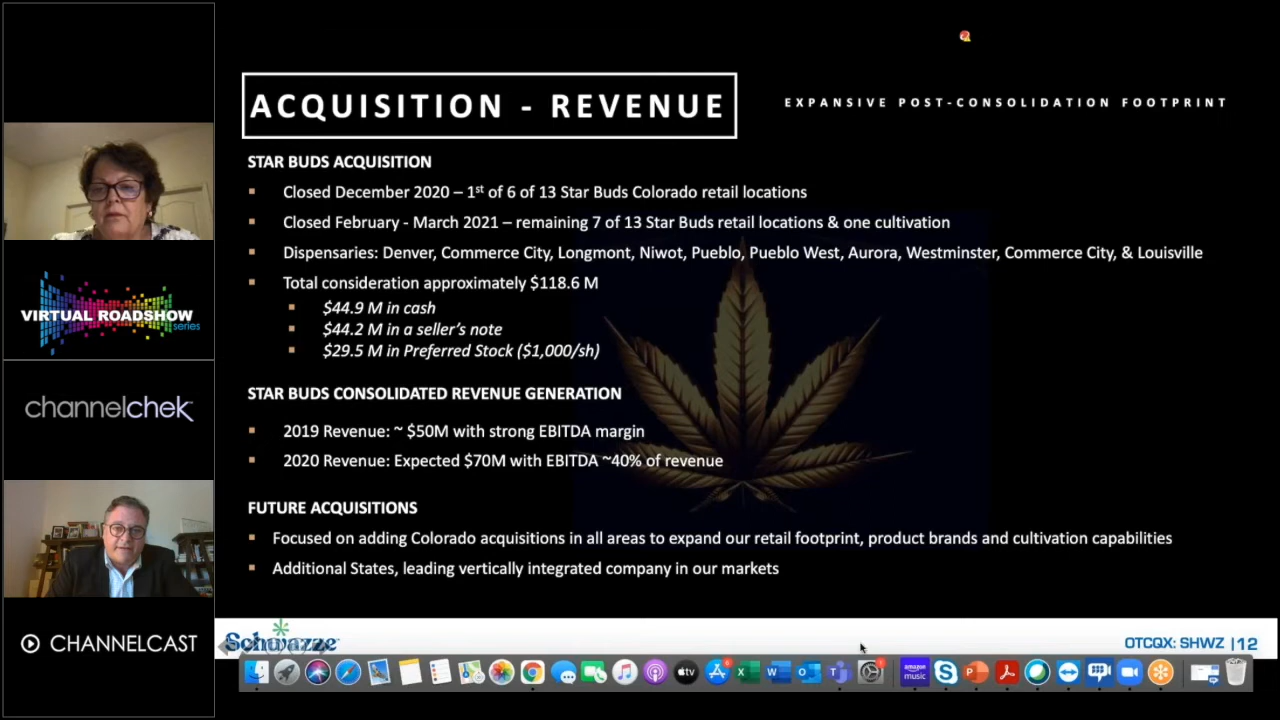 ACQUISITION - REVENUE
EXPANSIVE POST-CONSOLIDATION FOOTPRINT
STAR BUDS ACQUISITION
▪ Closed December 2020 – 1st of 6 of 13 Star Buds Colorado retail locations
▪ Closed February - March 2021 – remaining 7 of 13 Star Buds retail locations & one cultivation
▪ Dispensaries: Denver, Commerce City, Longmont, Niwot, Pueblo, Pueblo West, Aurora, Westminster, Commerce City, & Louisville
▪ Total consideration approximately $118.6 M
▪ $44.9 M in cash
▪ $44.2 M in a seller's note
▪ $29.5 M in Preferred Stock ($1,000/sh)
STAR BUDS CONSOLIDATED REVENUE GENERATION
▪ 2019 Revenue: ~ $50M with strong EBITDA margin
▪ 2020 Revenue: Expected $70M with EBITDA ~40% of revenue
FUTURE ACQUISITIONS
▪ Focused on adding Colorado acquisitions in all areas to expand our retail footprint, product brands and cultivation capabilities
▪ Additional States, leading vertically integrated company in our markets
Schwazze
OTCQX: SHWZ |12
VIRTUAL ROADSHOW
series
channelchek
CHANNELCAST
tv
amazon
music